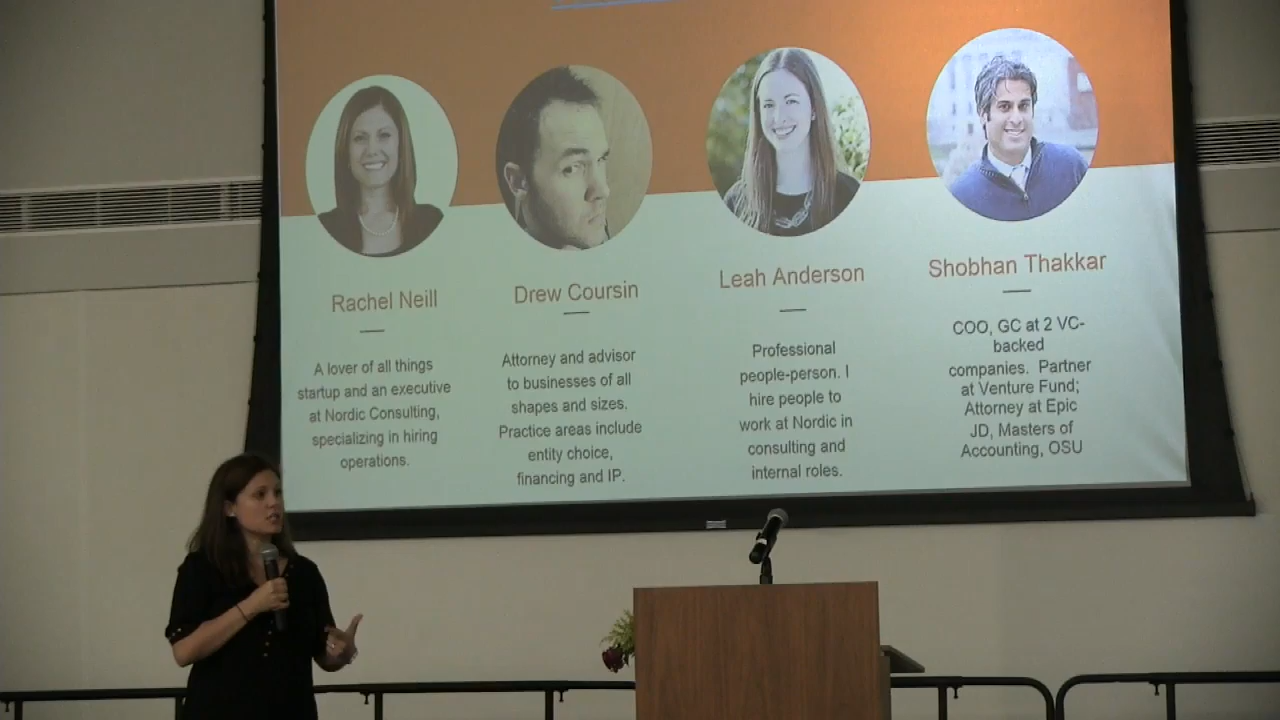 Rachel Neill
A lover of all things
startup and an executive
at Nordic Consulting,
specializing in hiring
operations.
Drew Coursin
Attorney and advisor
to businesses of all
shapes and sizes.
Practice areas include
entity choice,
financing and IP.
Leah Anderson
Professional
people-person. I
hire people to
work at Nordic in
consulting and
internal roles.
Shobhan Thakkar
COO, GC at 2 VC-
backed
companies. Partner
at Venture Fund;
Attorney at Epic
JD, Masters of
Accounting, OSU